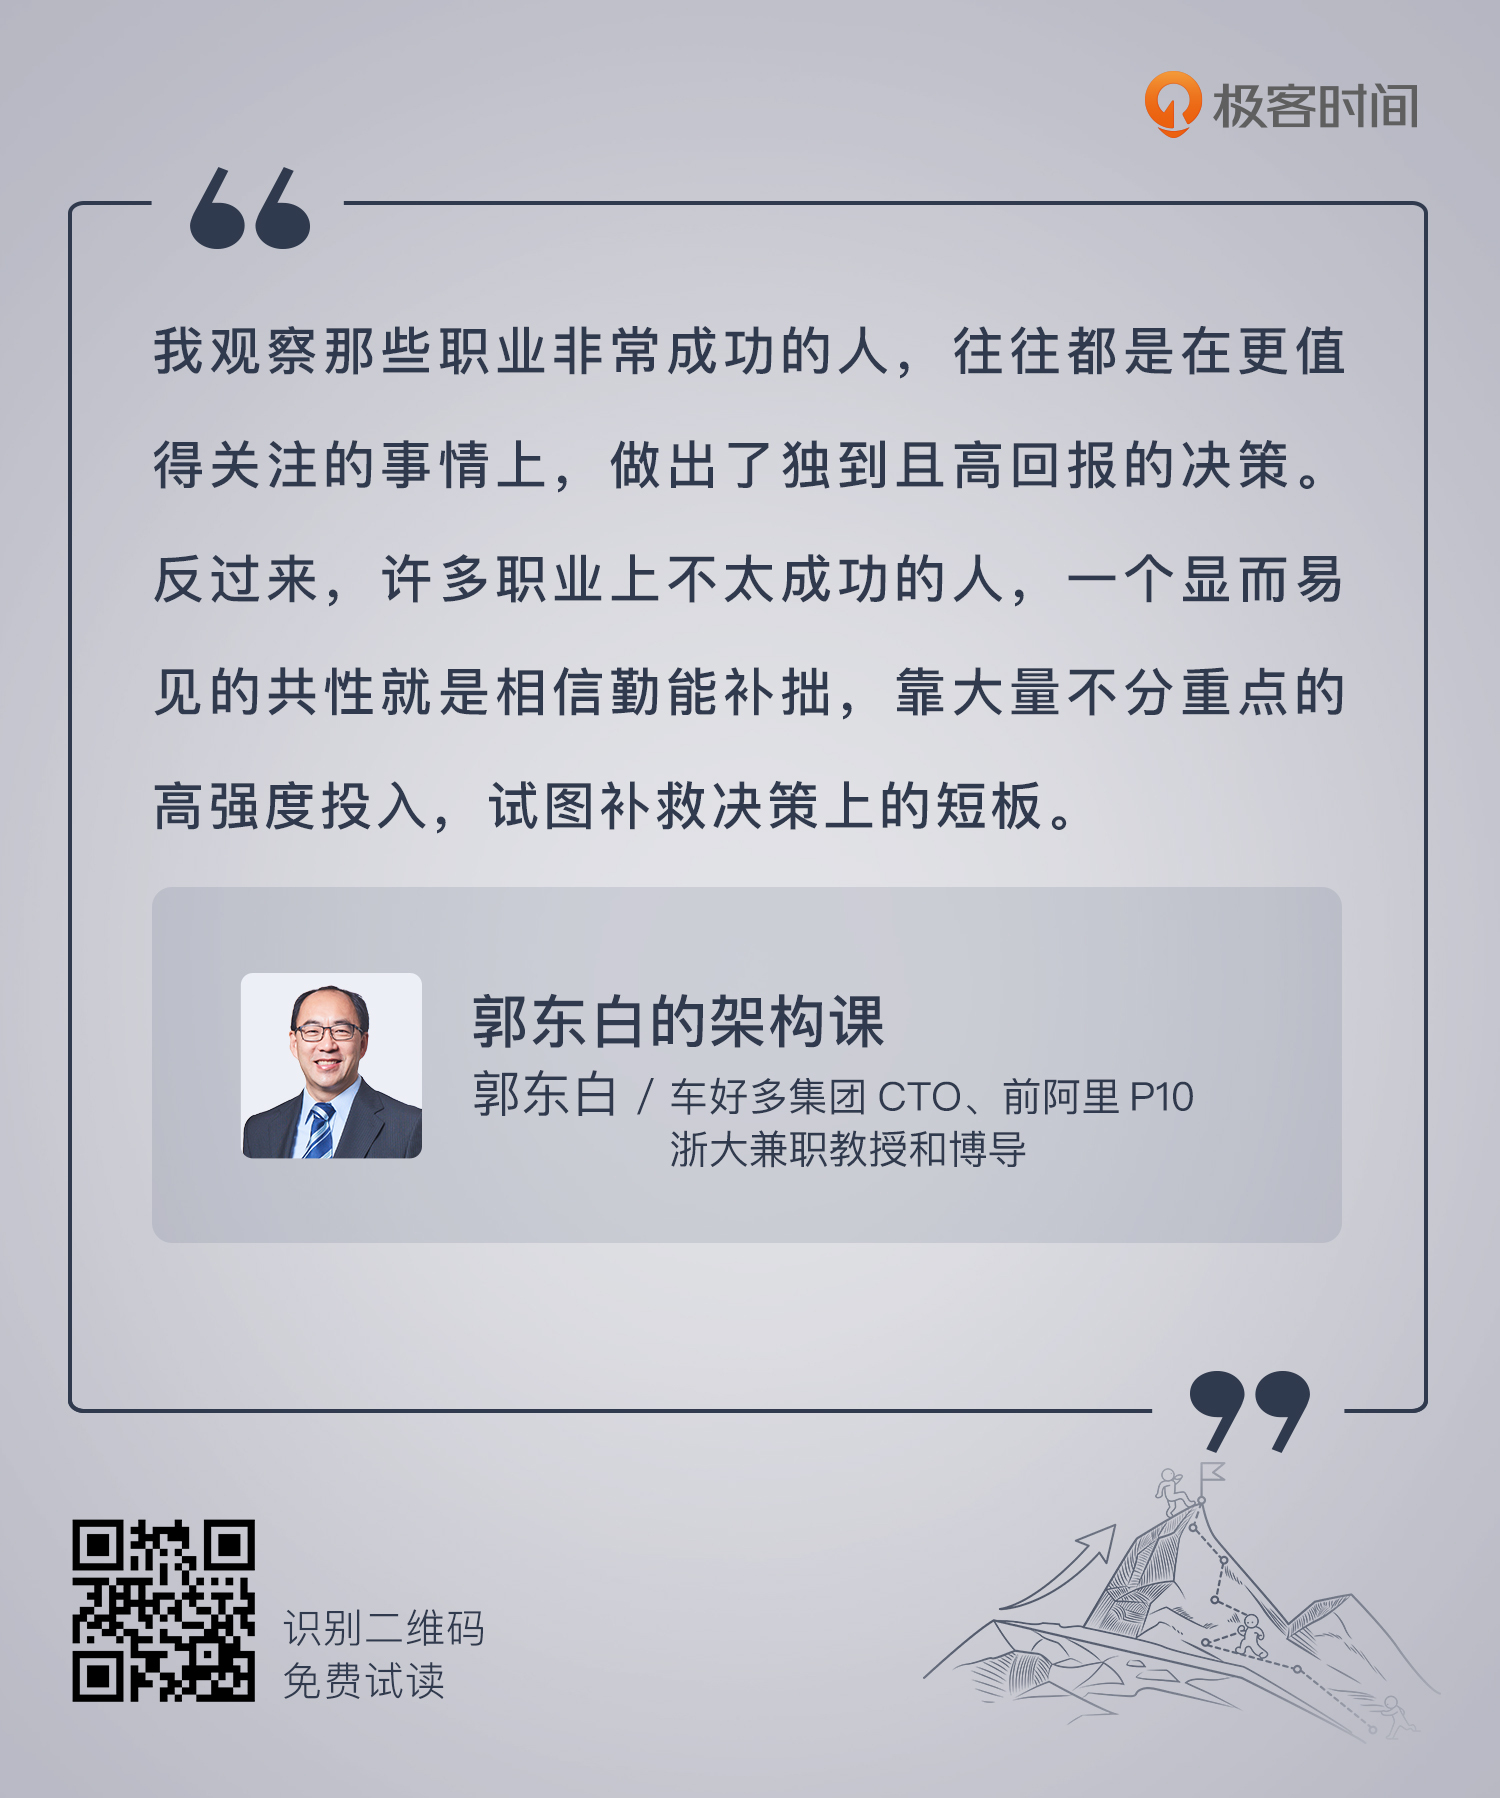 极客时间
我观察那些职业非常成功的人，往往都是在更值
得关注的事情上，做出了独到且高回报的决策。
反过来，许多职业上不太成功的人，一个显而易
见的共性就是相信勤能补拙，靠大量不分重点的
高强度投入，试图补救决策上的短板。
郭东白的架构课
郭东白 / 车好多集团 CTO、前阿里 P10
浙大兼职教授和博导
识别二维码
免费试读